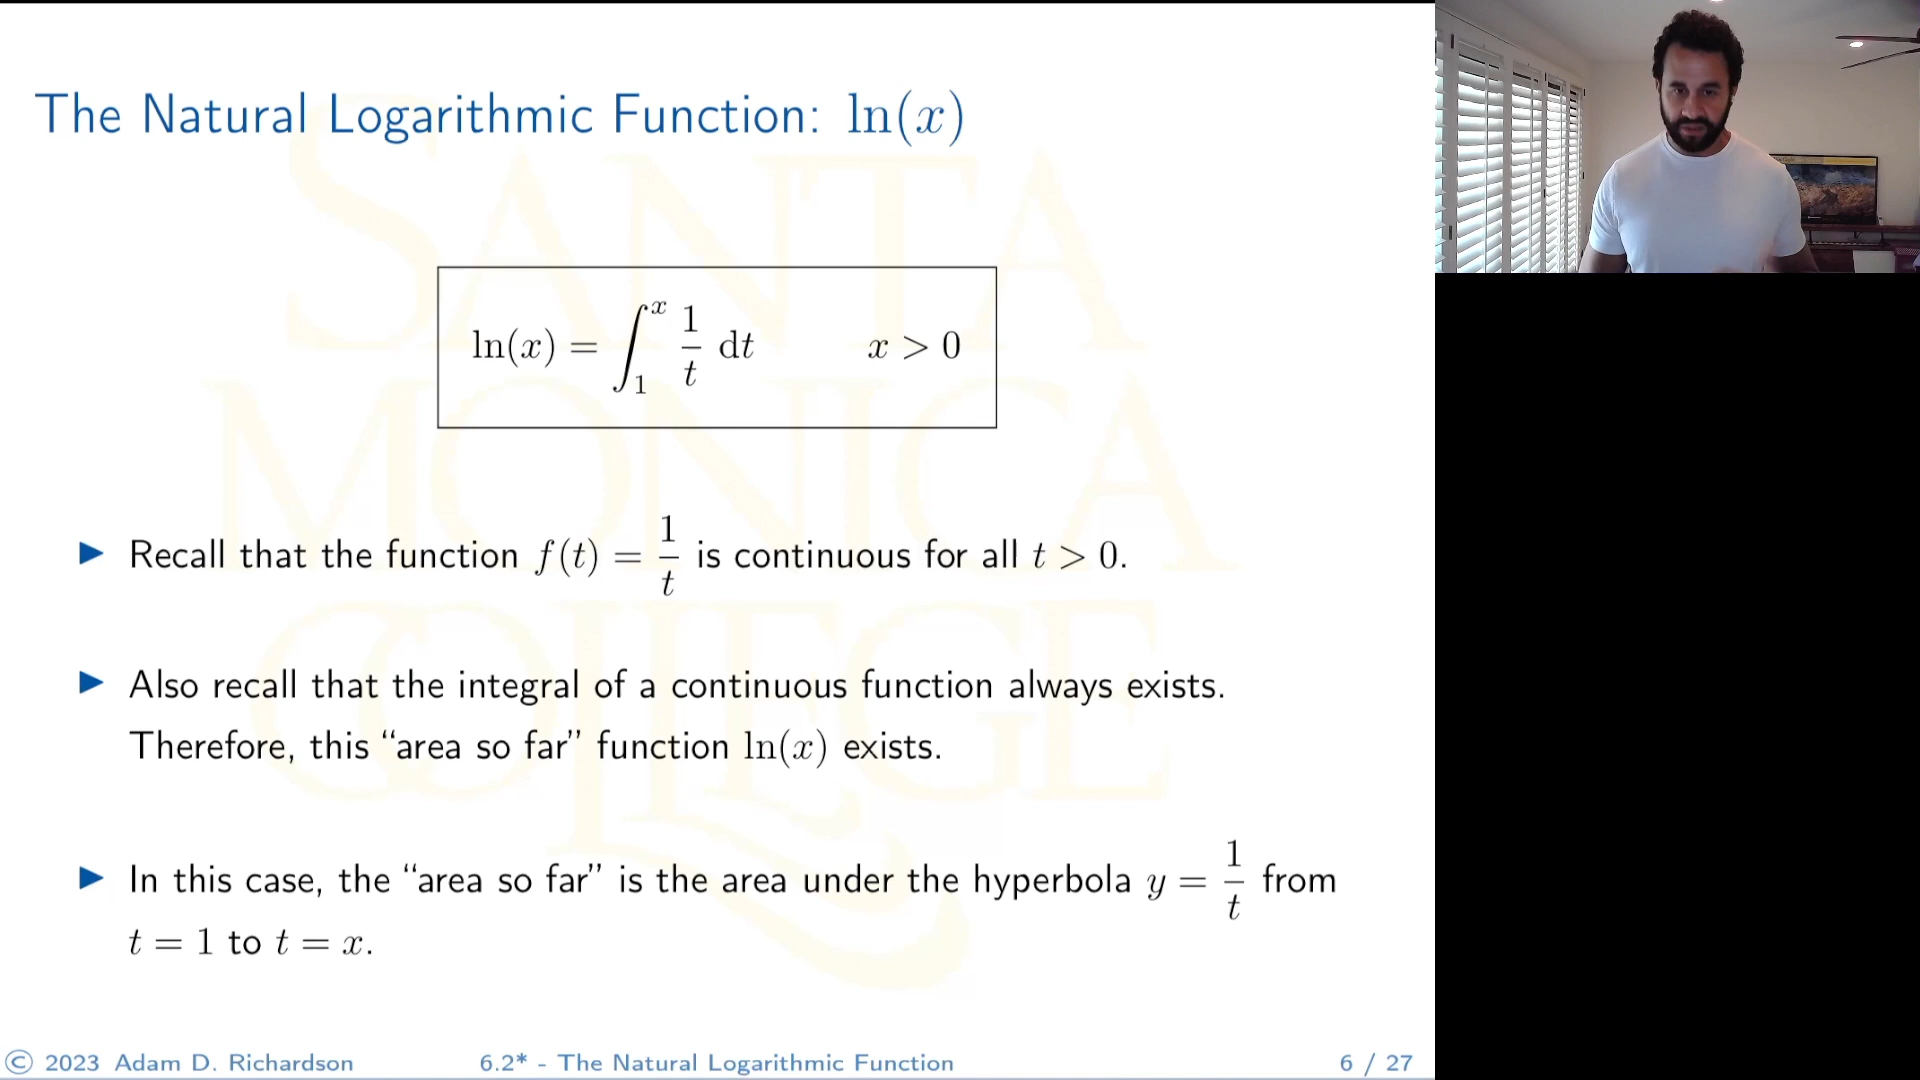 The Natural Logarithmic Function: ln(x)
SANTA
MONICA
COLLEGE
ln(x) = ∫₁ˣ 1/t dt x > 0
▶ Recall that the function f(t) = 1/t is continuous for all t > 0.
▶ Also recall that the integral of a continuous function always exists.
Therefore, this “area so far” function ln(x) exists.
▶ In this case, the “area so far” is the area under the hyperbola y = 1/t from
t = 1 to t = x.
© 2023 Adam D. Richardson 6.2* - The Natural Logarithmic Function 6 / 27